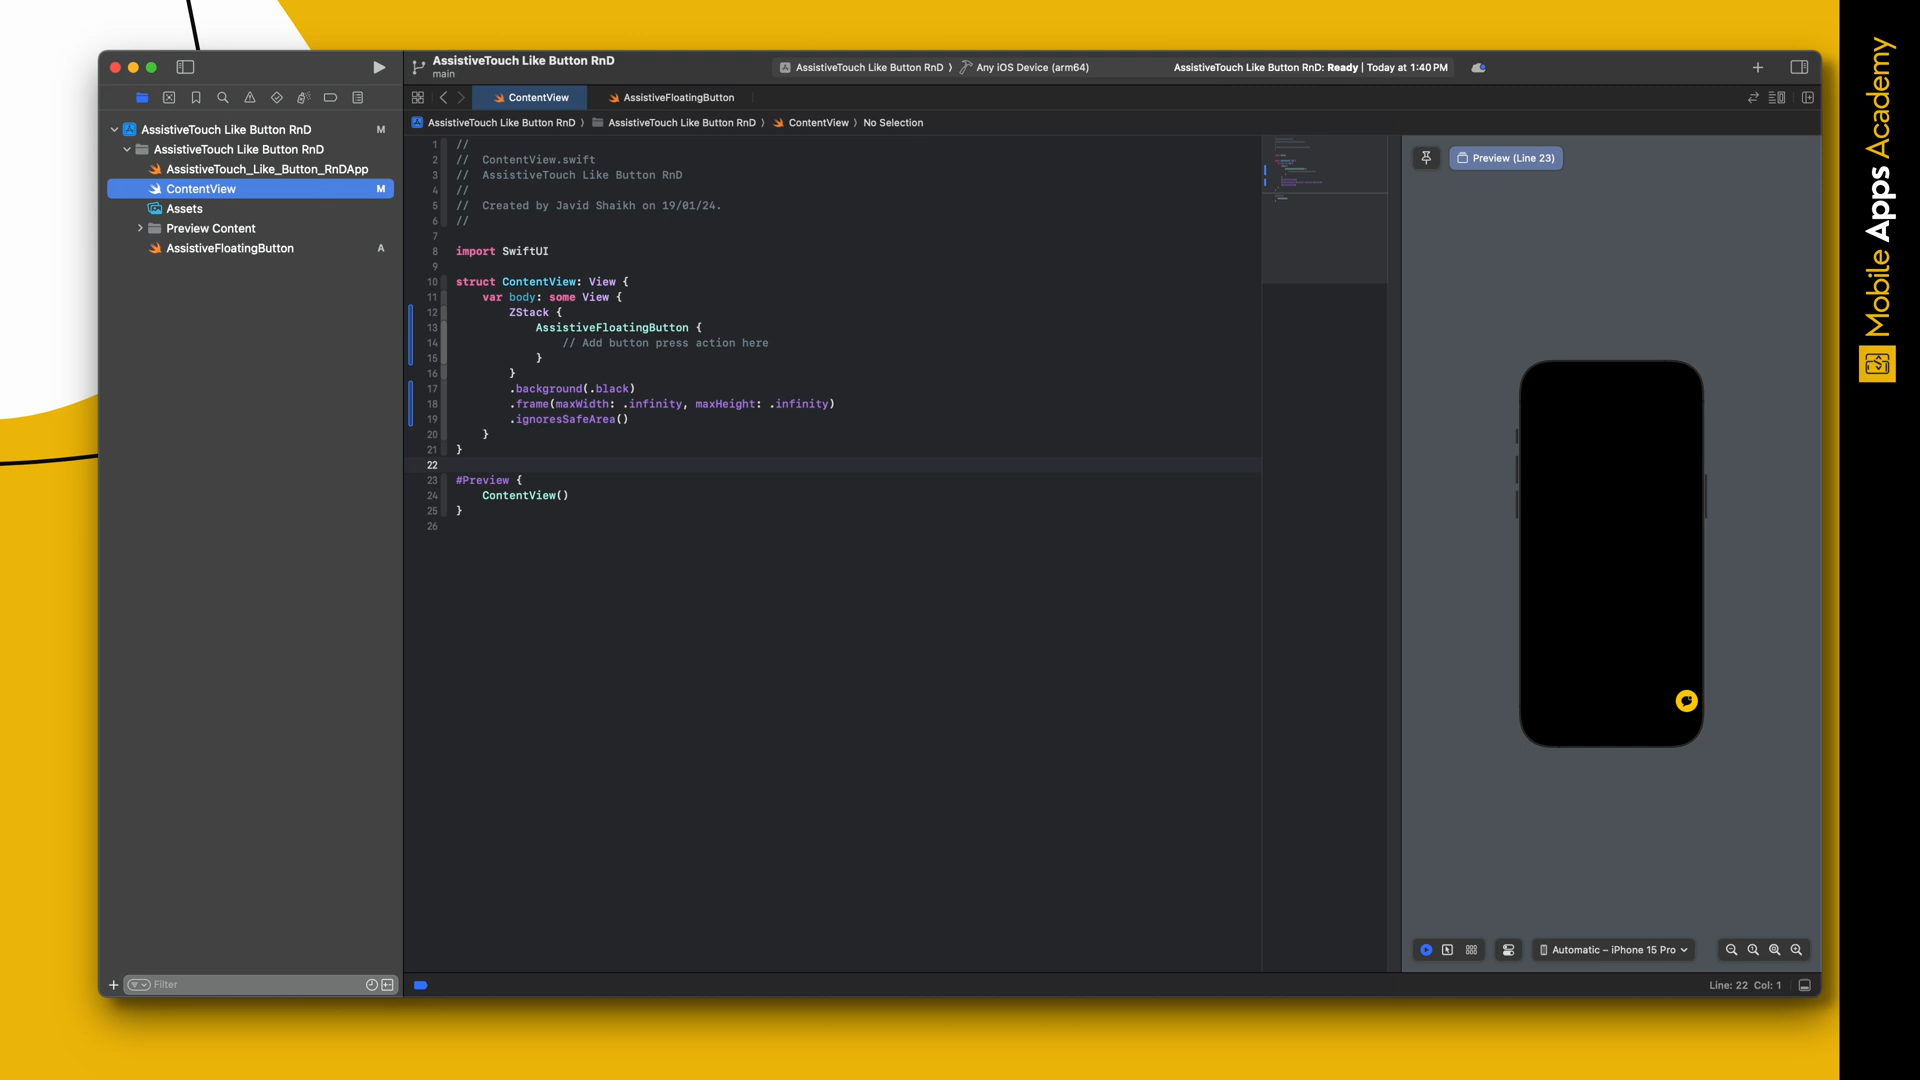 AssistiveTouch Like Button RnD
main
AssistiveTouch Like Button RnD 〉 Any iOS Device (arm64)
AssistiveTouch Like Button RnD: Ready | Today at 1:40 PM
ContentView
AssistiveFloatingButton
AssistiveTouch Like Button RnD 〉 AssistiveTouch Like Button RnD 〉 ContentView 〉 No Selection
AssistiveTouch Like Button RnD M
AssistiveTouch Like Button RnD
AssistiveTouch_Like_Button_RnDApp
ContentView M
Assets
Preview Content
AssistiveFloatingButton A
Filter
1 //
2 //  ContentView.swift
3 //  AssistiveTouch Like Button RnD
4 //
5 //  Created by Javid Shaikh on 19/01/24.
6 //
7
8 import SwiftUI
9
10 struct ContentView: View {
11     var body: some View {
12         ZStack {
13             AssistiveFloatingButton {
14                 // Add button press action here
15             }
16         }
17         .background(.black)
18         .frame(maxWidth: .infinity, maxHeight: .infinity)
19         .ignoresSafeArea()
20     }
21 }
22
23 #Preview {
24     ContentView()
25 }
26
Preview (Line 23)
Automatic – iPhone 15 Pro
Line: 22 Col: 1
Mobile Apps Academy